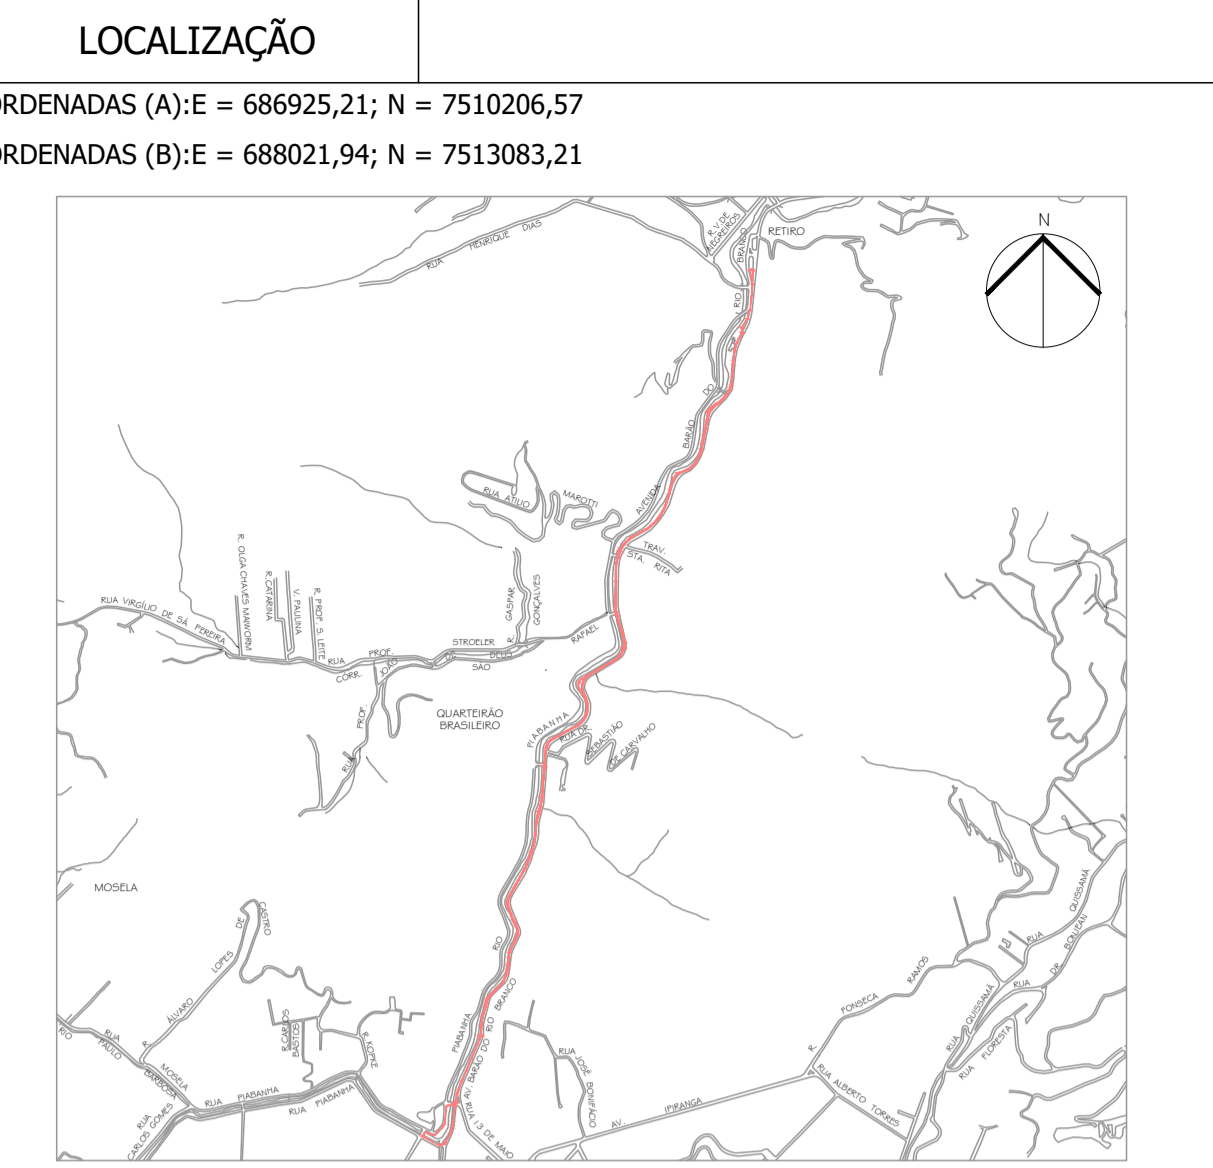 LOCALIZAÇÃO
ORDENADAS (A):E = 686925,21; N = 7510206,57
ORDENADAS (B):E = 688021,94; N = 7513083,21
N
R. V. DE
NEGREIROS
RETIRO
RUA HENRIQUE DIAS
AVENIDA BARÃO DO RIO BRANCO
RUA ATILIO MAROTTI
TRAV.
STA. RITA
R. OLGA CHAVES MAIWORM
R.CATARINA
V. PAULINA
R. PROF. S. LEITE
R. GASPAR
GONÇALVES
RUA VIRGÍLIO DE SÁ PEREIRA
RUA PROF. STROELER RAFAEL
CÓRR. JOÃO DE DEUS
SÃO
RUA PROF.
QUARTEIRÃO
BRASILEIRO
PIABANHA
RUA DR.
SEBASTIÃO
DE CARVALHO
MOSELA
R. ÁLVARO LOPES DE CASTRO
RIO
PIABANHA
AV. BARÃO DO RIO BRANCO
RUA QUISSAMÃ
RUA DR. BONJEAN
R. FONSECA RAMOS
RUA QUISSAMÃ
RUA FLORESTA
RIO
RUA
PAULO
BARBOSA
MOSELA
R.CARLOS
BASTOS
R. KOPKE
RUA PIABANHA
RUA PIABANHA
RUA
CARLOS GOMES
RUA 13 DE MAIO
RUA JOSÉ BONIFÁCIO
AV. IPIRANGA
RUA ALBERTO TORRES